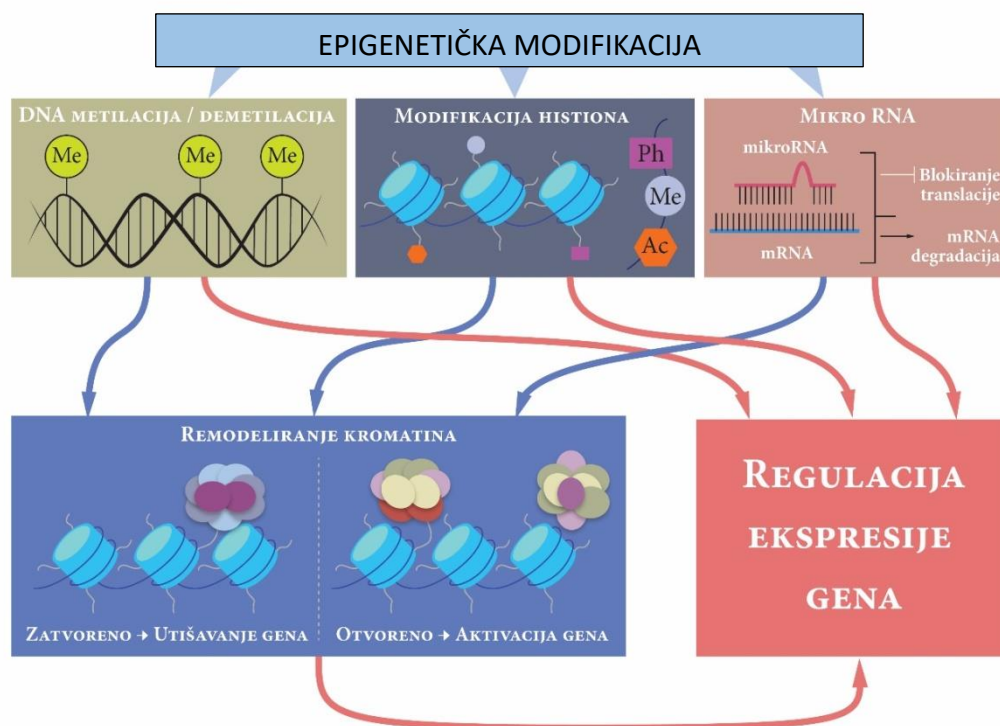 EPIGENETIČKA MODIFIKACIJA
DNA METILACIJA / DEMETILACIJA
Me
Me
Me
MODIFIKACIJA HISTIONA
Ph
Me
Ac
MIKRO RNA
mikroRNA
mRNA
Blokiranje
translacije
mRNA
degradacija
REMODELIRANJE KROMATINA
ZATVORENO → UTIŠAVANJE GENA
OTVORENO → AKTIVACIJA GENA
REGULACIJA
EKSPRESIJE
GENA